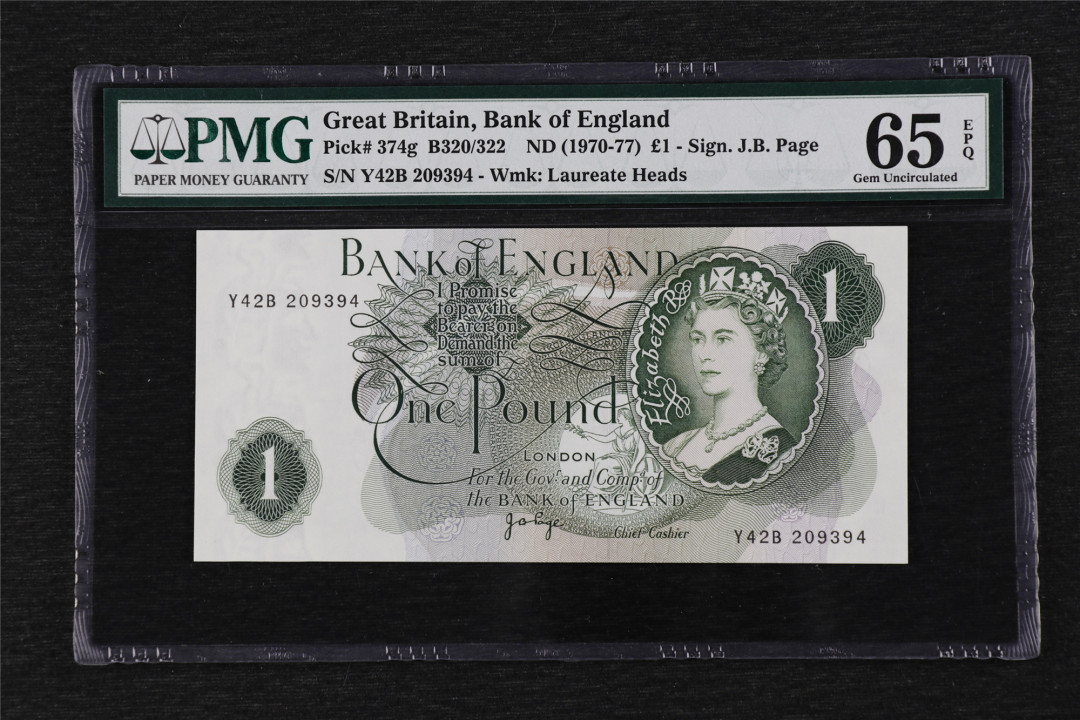 PMG
PAPER MONEY GUARANTY
Great Britain, Bank of England
Pick# 374g B320/322 ND (1970-77) £1 - Sign. J.B. Page
S/N Y42B 209394 - Wmk: Laureate Heads
65 EPQ
Gem Uncirculated
BANK of ENGLAND
Y42B 209394
I Promise
to pay the
Bearer on
Demand the
sum of
One Pound
LONDON
For the Govr. and Compa. of
the BANK of ENGLAND
Chief Cashier
Elizabeth R
1
1
Y42B 209394